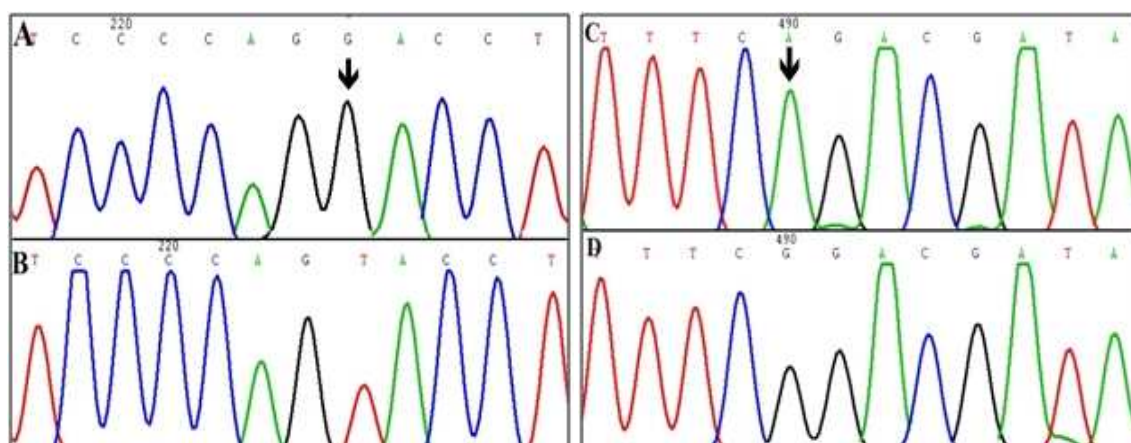 220
A T C C C C A G G A C C T
220
B T C C C C A G T A C C T
490
C T T T C A G A C G A T A
490
D T T C G G A C G A T A